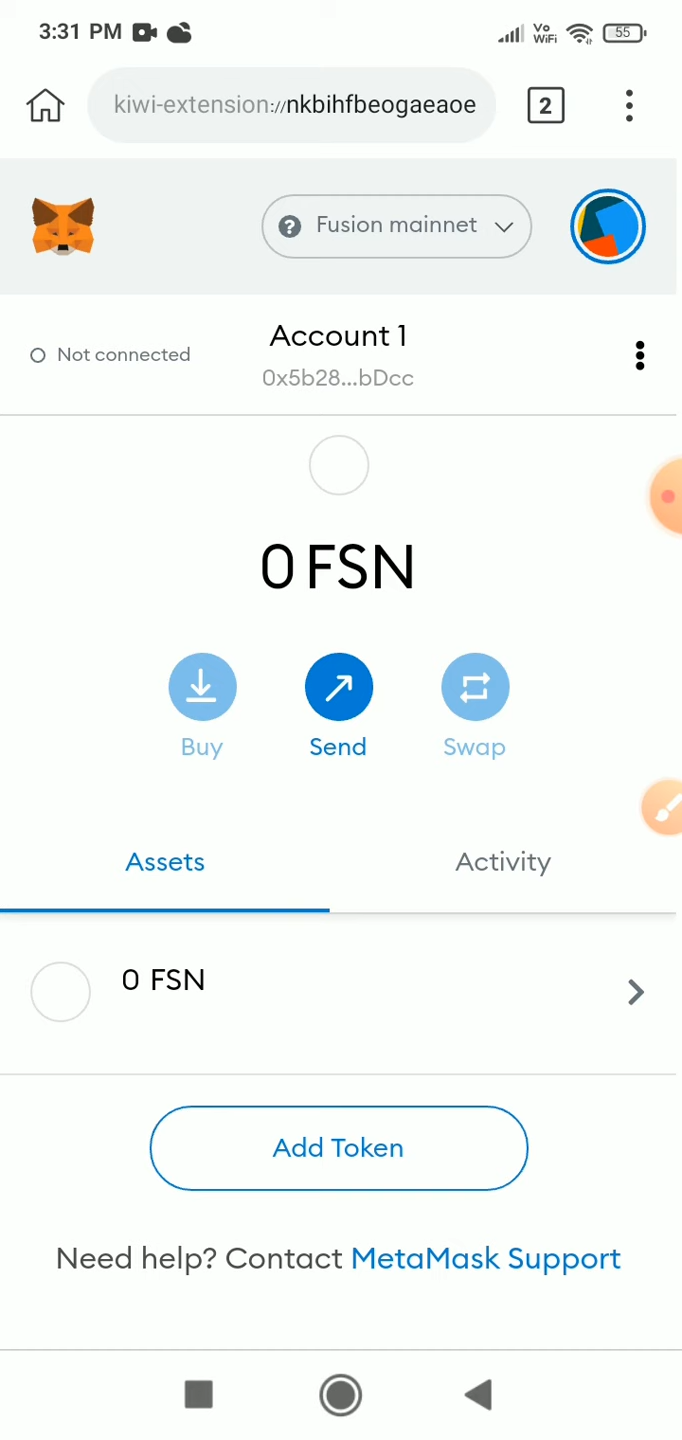 3:31 PM
Vo WiFi
55
kiwi-extension://nkbihfbeogaeaoe
2
? Fusion mainnet
Not connected
Account 1
0x5b28...bDcc
0 FSN
Buy
Send
Swap
Assets
Activity
0 FSN
Add Token
Need help? Contact MetaMask Support